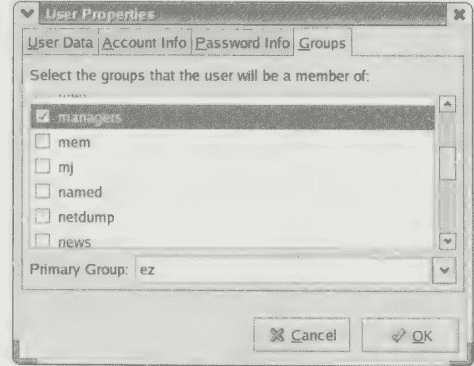 User Properties
User Data Account Info Password Info Groups
Select the groups that the user will be a member of:
managers
mem
mj
named
netdump
news
Primary Group: ez
Cancel OK